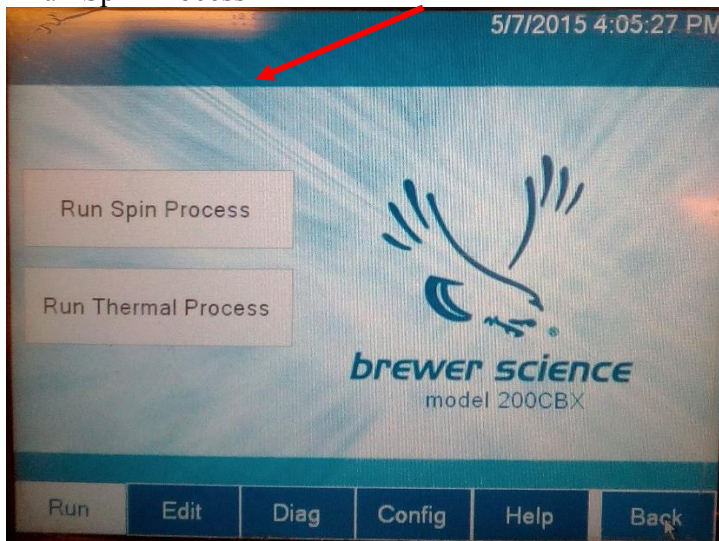 5/7/2015 4:05:27 PM
Run Spin Process
Run Thermal Process
brewer science
model 200CBX
Run Edit Diag Config Help Back